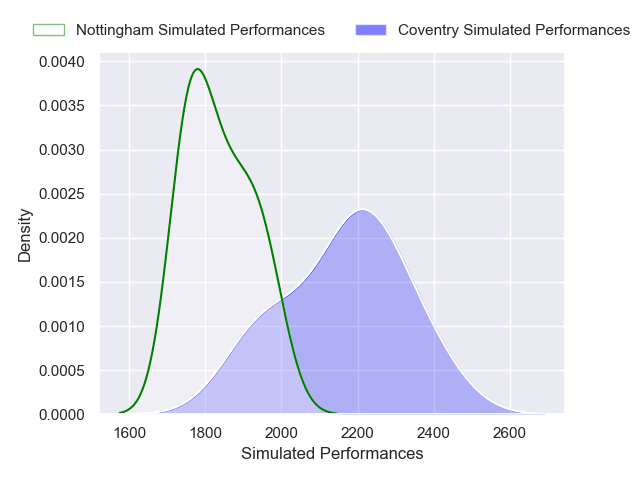 Nottingham Simulated Performances Coventry Simulated Performances
0.0040
0.0035
0.0030
0.0025
0.0020
0.0015
0.0010
0.0005
0.0000
Density
1600 1800 2000 2200 2400 2600
Simulated Performances